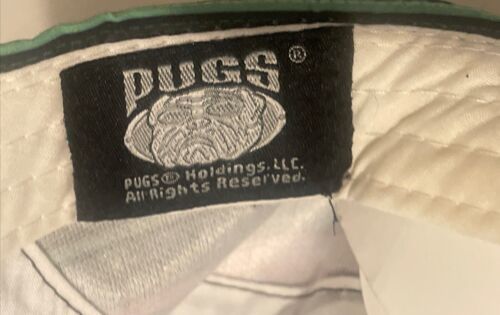 PUGS®
PUGS® Holdings, LLC.
All Rights Reserved.